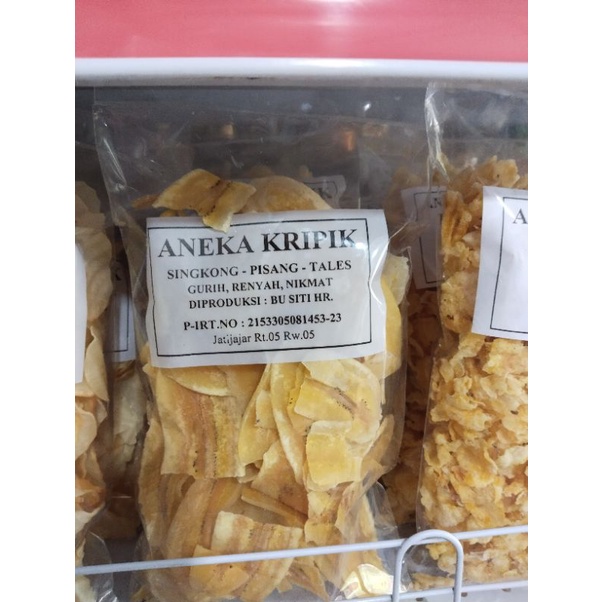 ANEKA KRIPIK
SINGKONG - PISANG - TALES
GURIH, RENYAH, NIKMAT
DIPRODUKSI : BU SITI HR.
P-IRT.NO : 2153305081453-23
Jatijajar Rt.05 Rw.05
AN